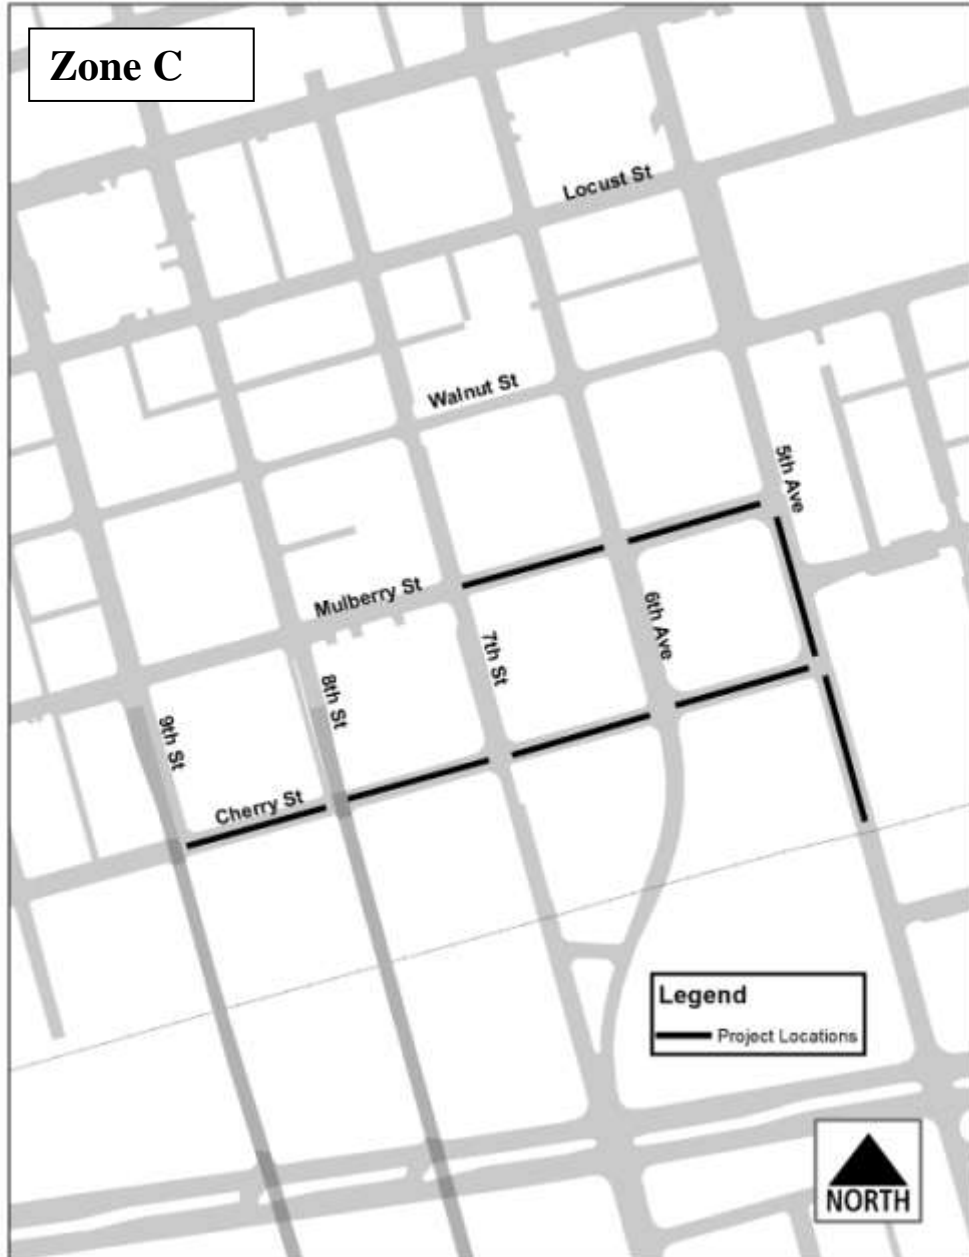 Zone C
Locust St
Walnut St
5th Ave
Mulberry St
6th Ave
7th St
8th St
9th St
Cherry St
Legend
Project Locations
NORTH